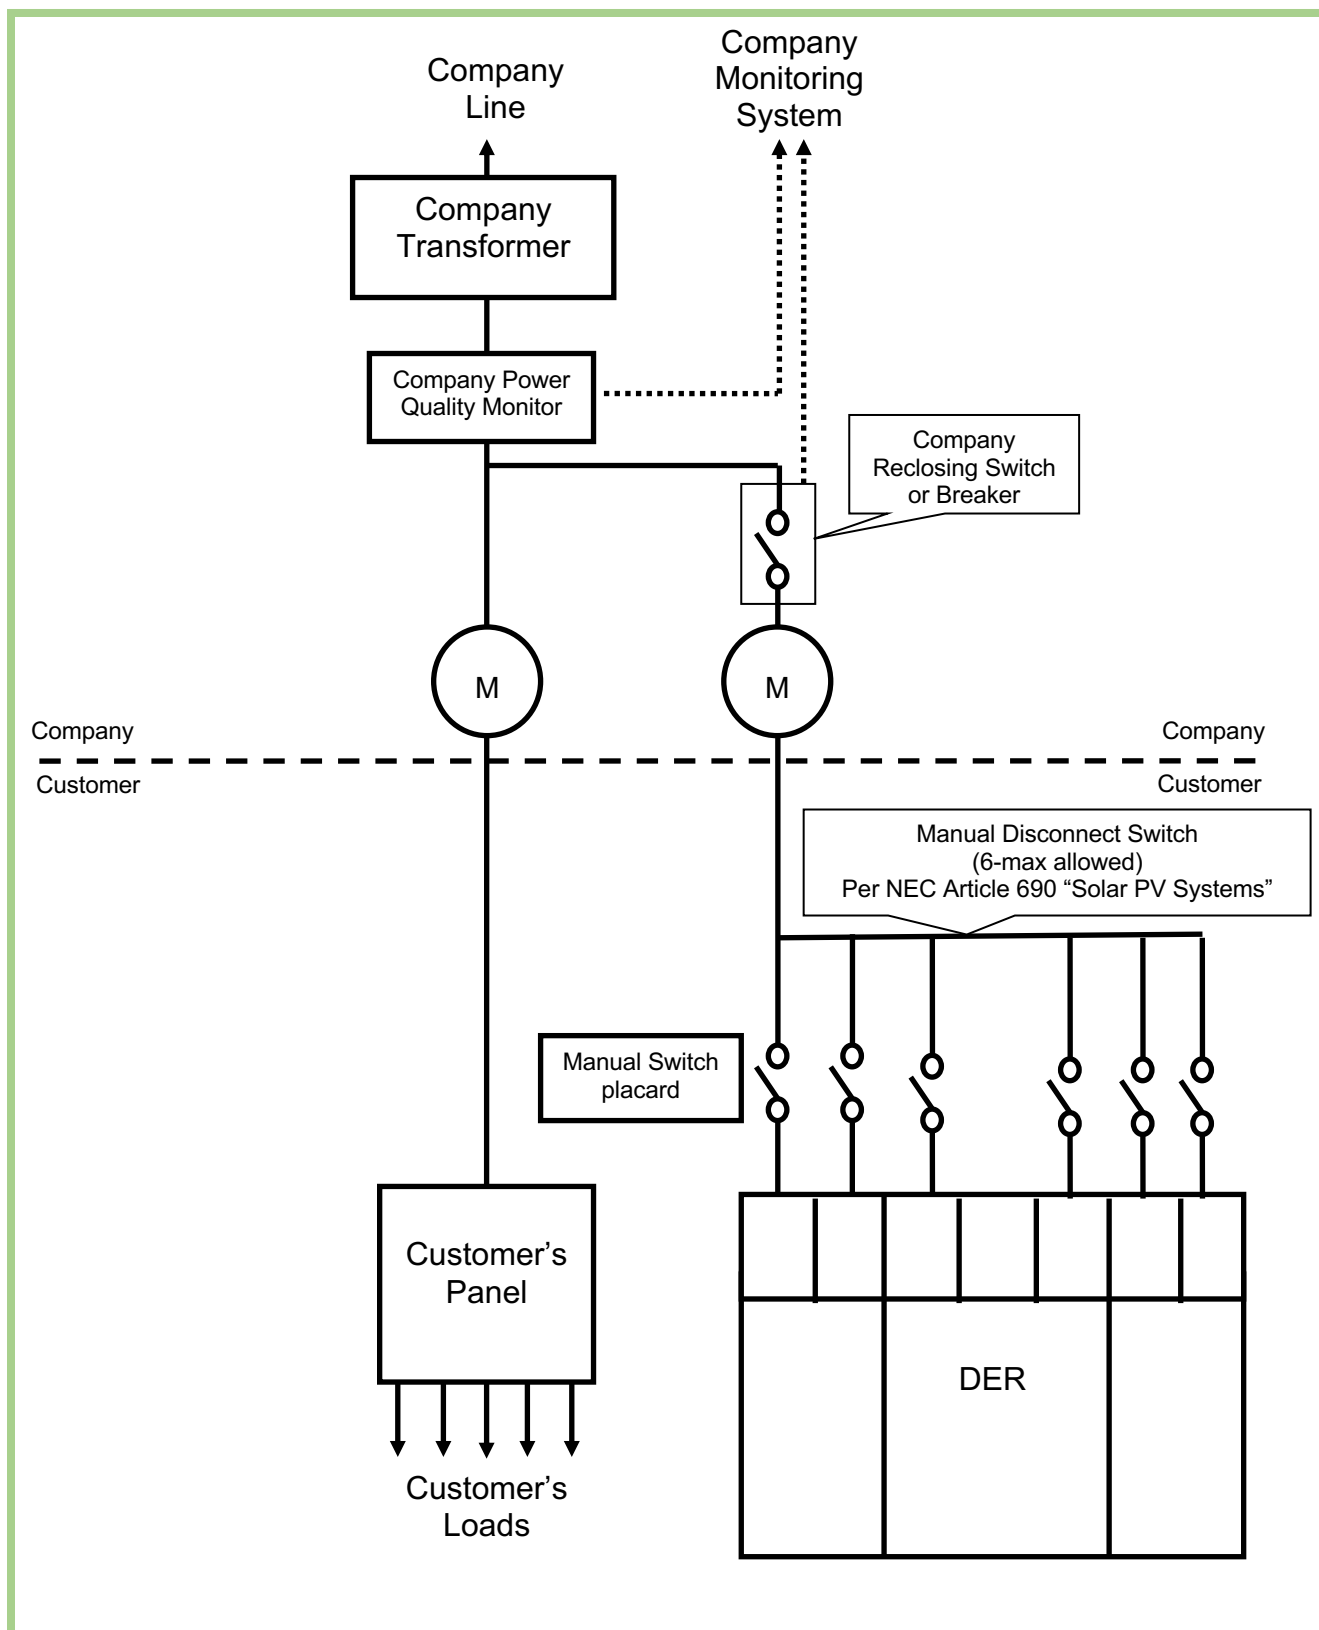 Company
Line
Company
Monitoring
System
Company
Transformer
Company Power
Quality Monitor
Company
Reclosing Switch
or Breaker
M
M
Company
Company
Customer
Customer
Manual Disconnect Switch
(6-max allowed)
Per NEC Article 690 “Solar PV Systems”
Manual Switch
placard
Customer’s
Panel
DER
Customer’s
Loads